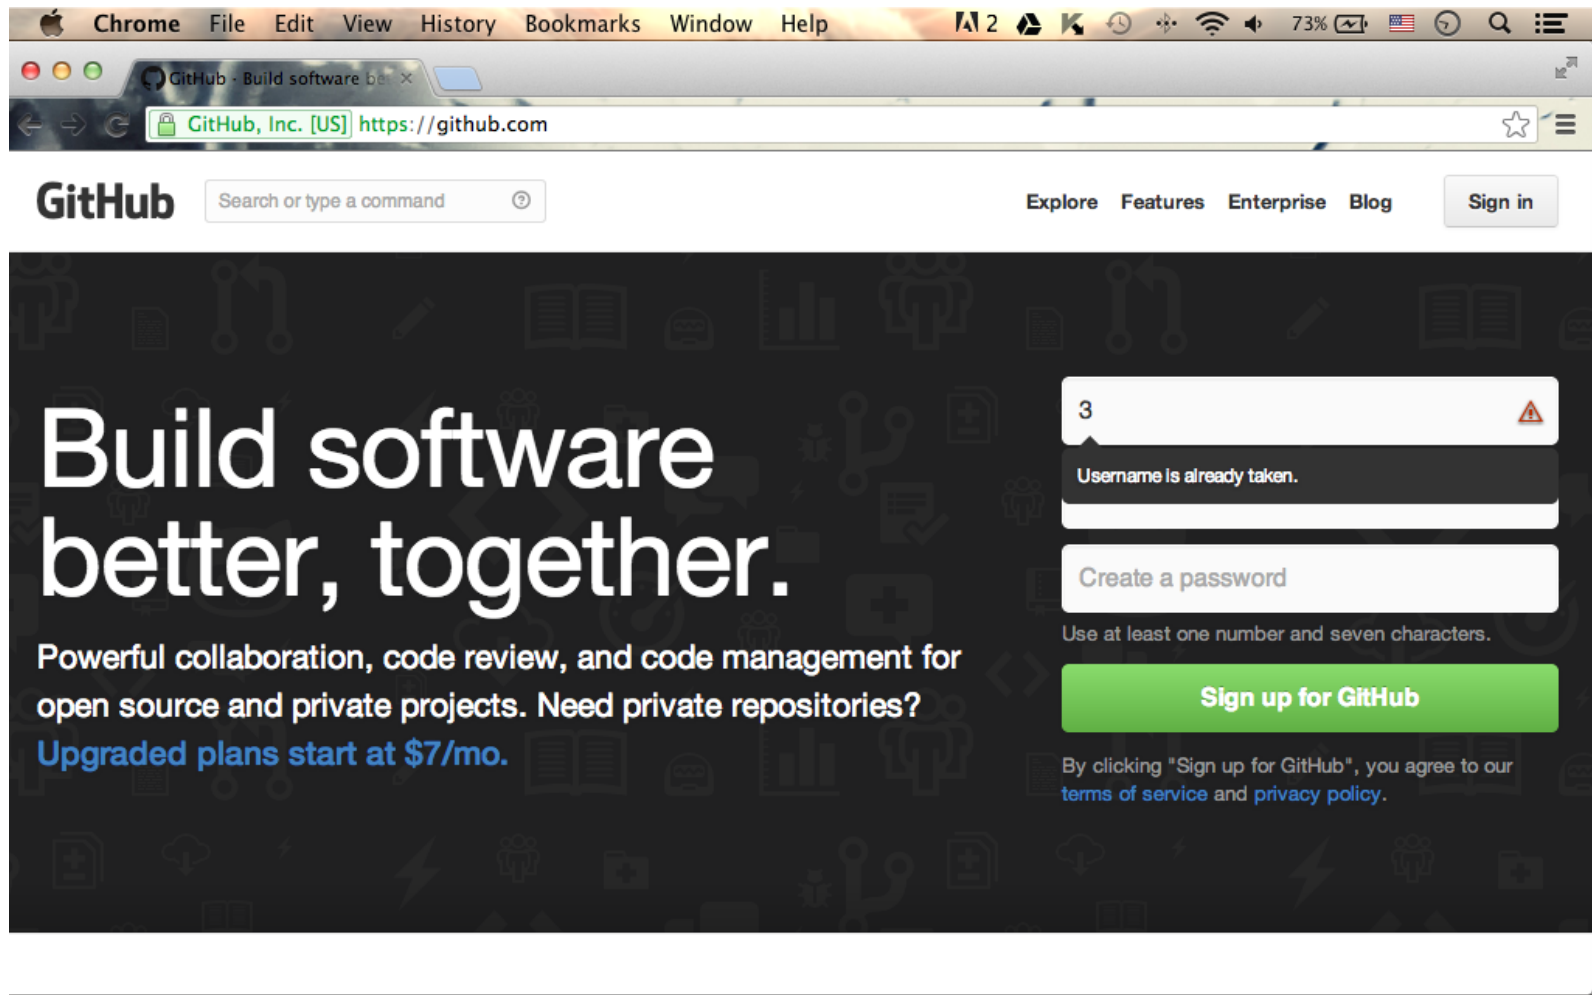 Chrome File Edit View History Bookmarks Window Help 2 73%
GitHub · Build software be
GitHub, Inc. [US] https://github.com
GitHub Search or type a command Explore Features Enterprise Blog Sign in
3
Username is already taken.
Build software
better, together.
Create a password
Use at least one number and seven characters.
Powerful collaboration, code review, and code management for
open source and private projects. Need private repositories?
Upgraded plans start at $7/mo.
Sign up for GitHub
By clicking "Sign up for GitHub", you agree to our
terms of service and privacy policy.